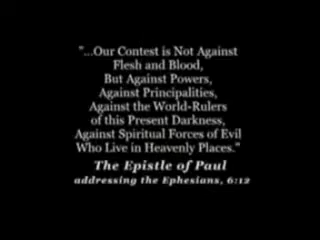 "...Our Contest is Not Against
Flesh and Blood,
But Against Powers,
Against Principalities,
Against the World-Rulers
of this Present Darkness,
Against Spiritual Forces of Evil
Who Live in Heavenly Places."
The Epistle of Paul
addressing the Ephesians, 6:12